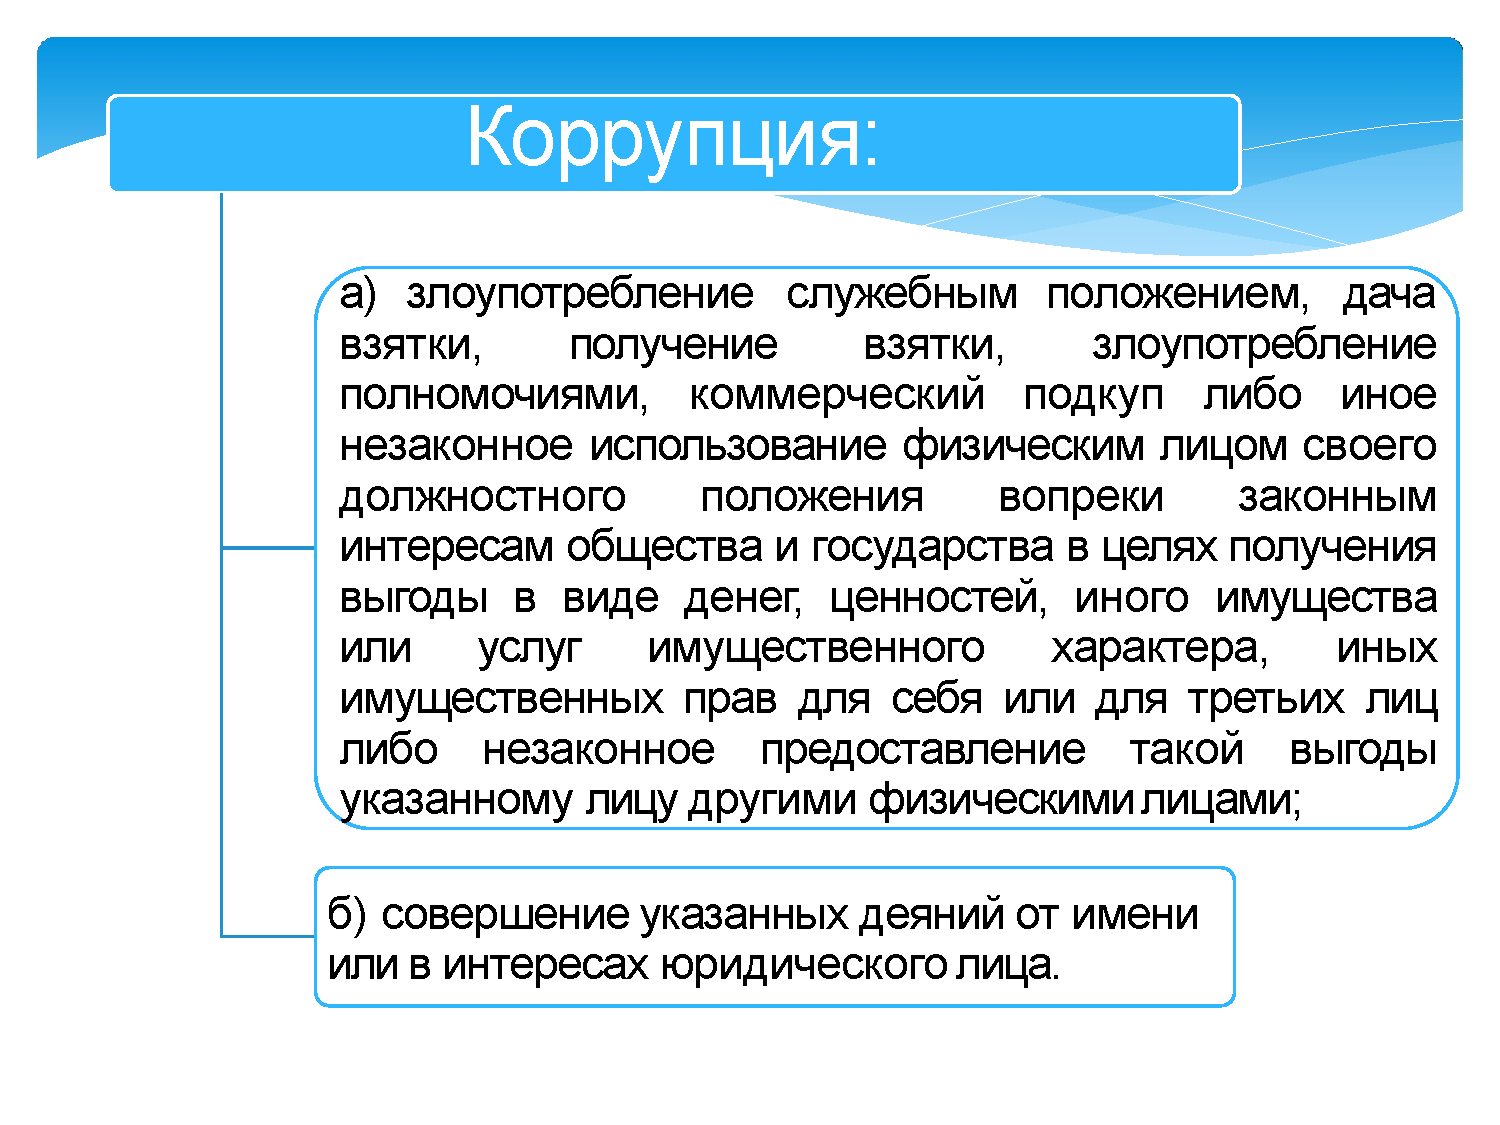 Коррупция:
а) злоупотребление служебным положением, дача
взятки, получение взятки, злоупотребление
полномочиями, коммерческий подкуп либо иное
незаконное использование физическим лицом своего
должностного положения вопреки законным
интересам общества и государства в целях получения
выгоды в виде денег, ценностей, иного имущества
или услуг имущественного характера, иных
имущественных прав для себя или для третьих лиц
либо незаконное предоставление такой выгоды
указанному лицу другими физическими лицами;
б) совершение указанных деяний от имени
или в интересах юридического лица.